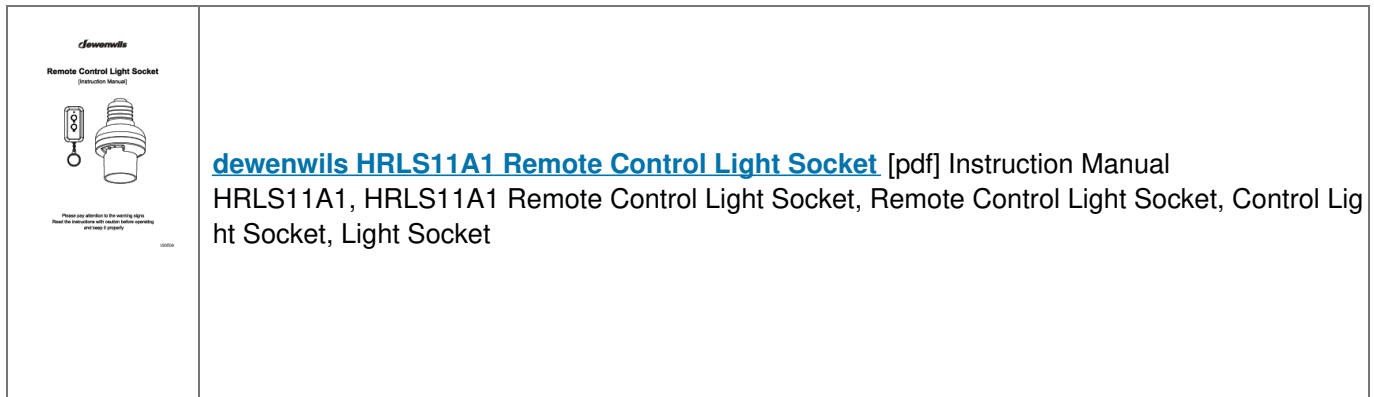 dewenwils
Remote Control Light Socket
[Instruction Manual]
Please pay attention to the warning signs
Read the instructions with caution before operating
and keep it properly
dewenwils HRLS11A1 Remote Control Light Socket [pdf] Instruction Manual
HRLS11A1, HRLS11A1 Remote Control Light Socket, Remote Control Light Socket, Control Lig
ht Socket, Light Socket